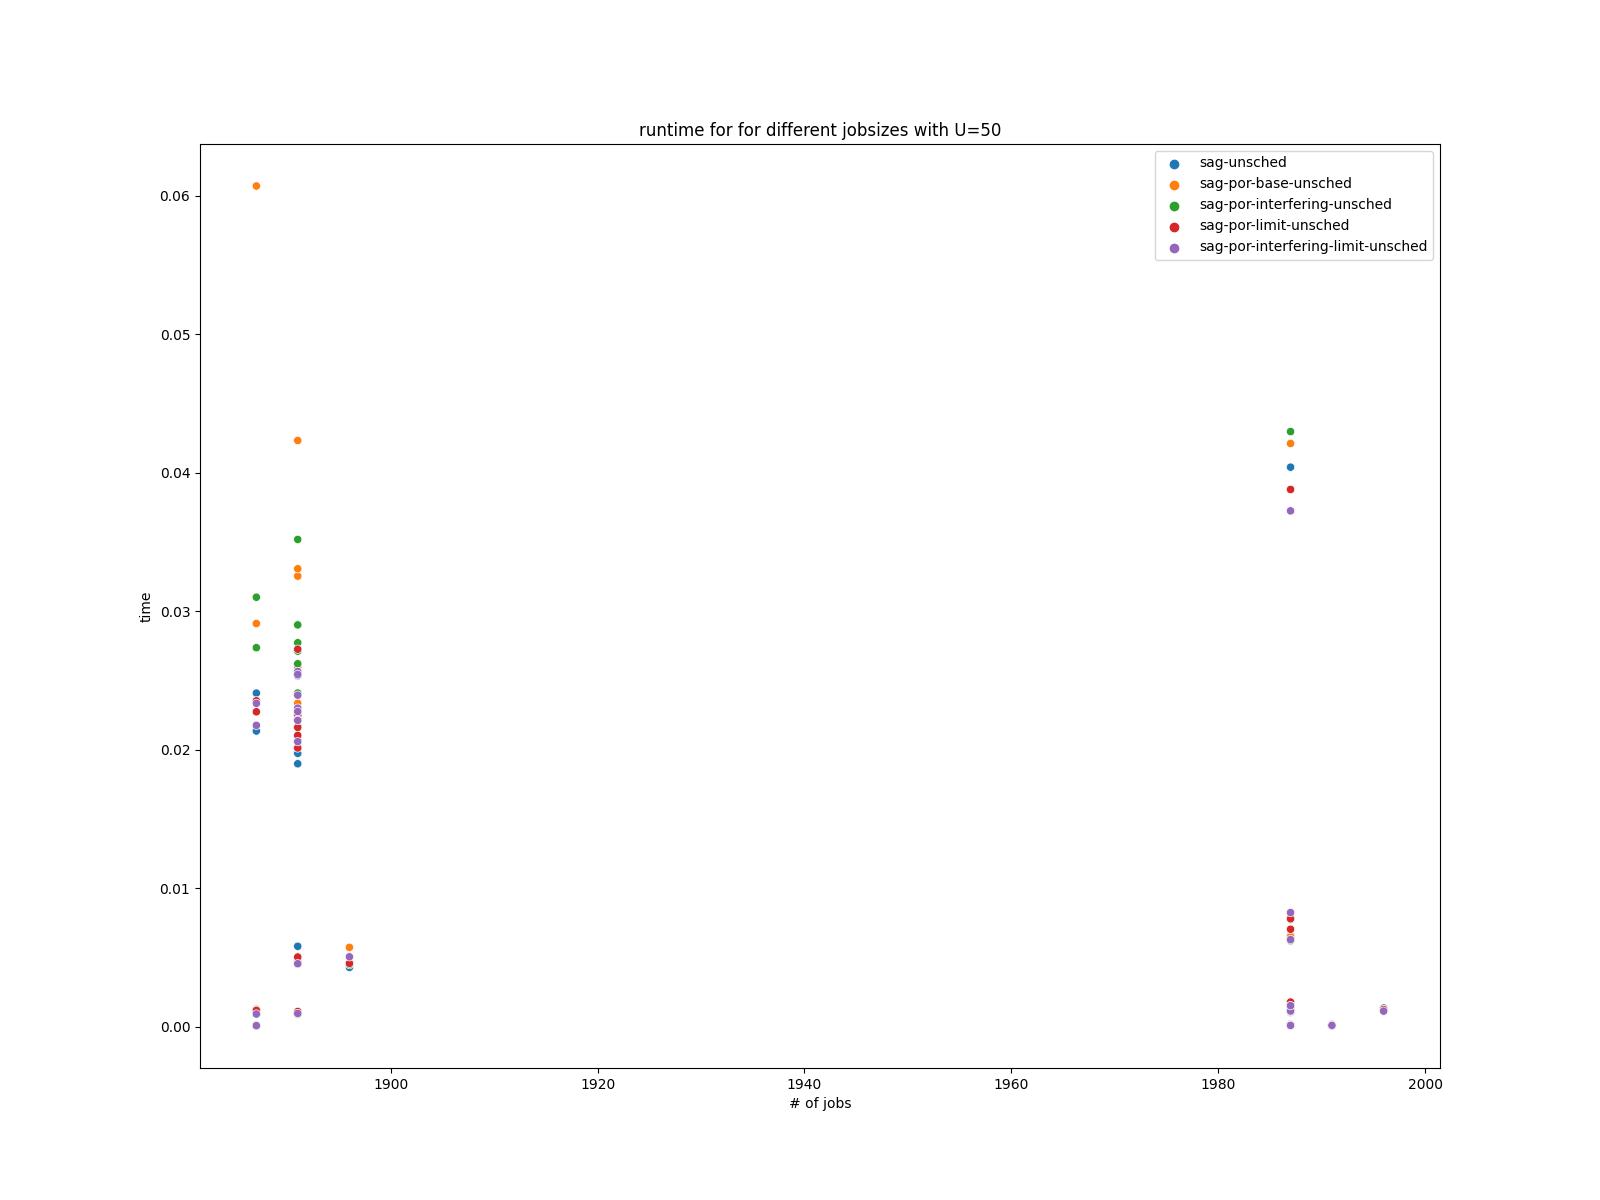 runtime for for different jobsizes with U=50
sag-unsched
sag-por-base-unsched
sag-por-interfering-unsched
sag-por-limit-unsched
sag-por-interfering-limit-unsched
0.06
0.05
0.04
0.03
0.02
0.01
0.00
time
1900
1920
1940
1960
1980
2000
# of jobs